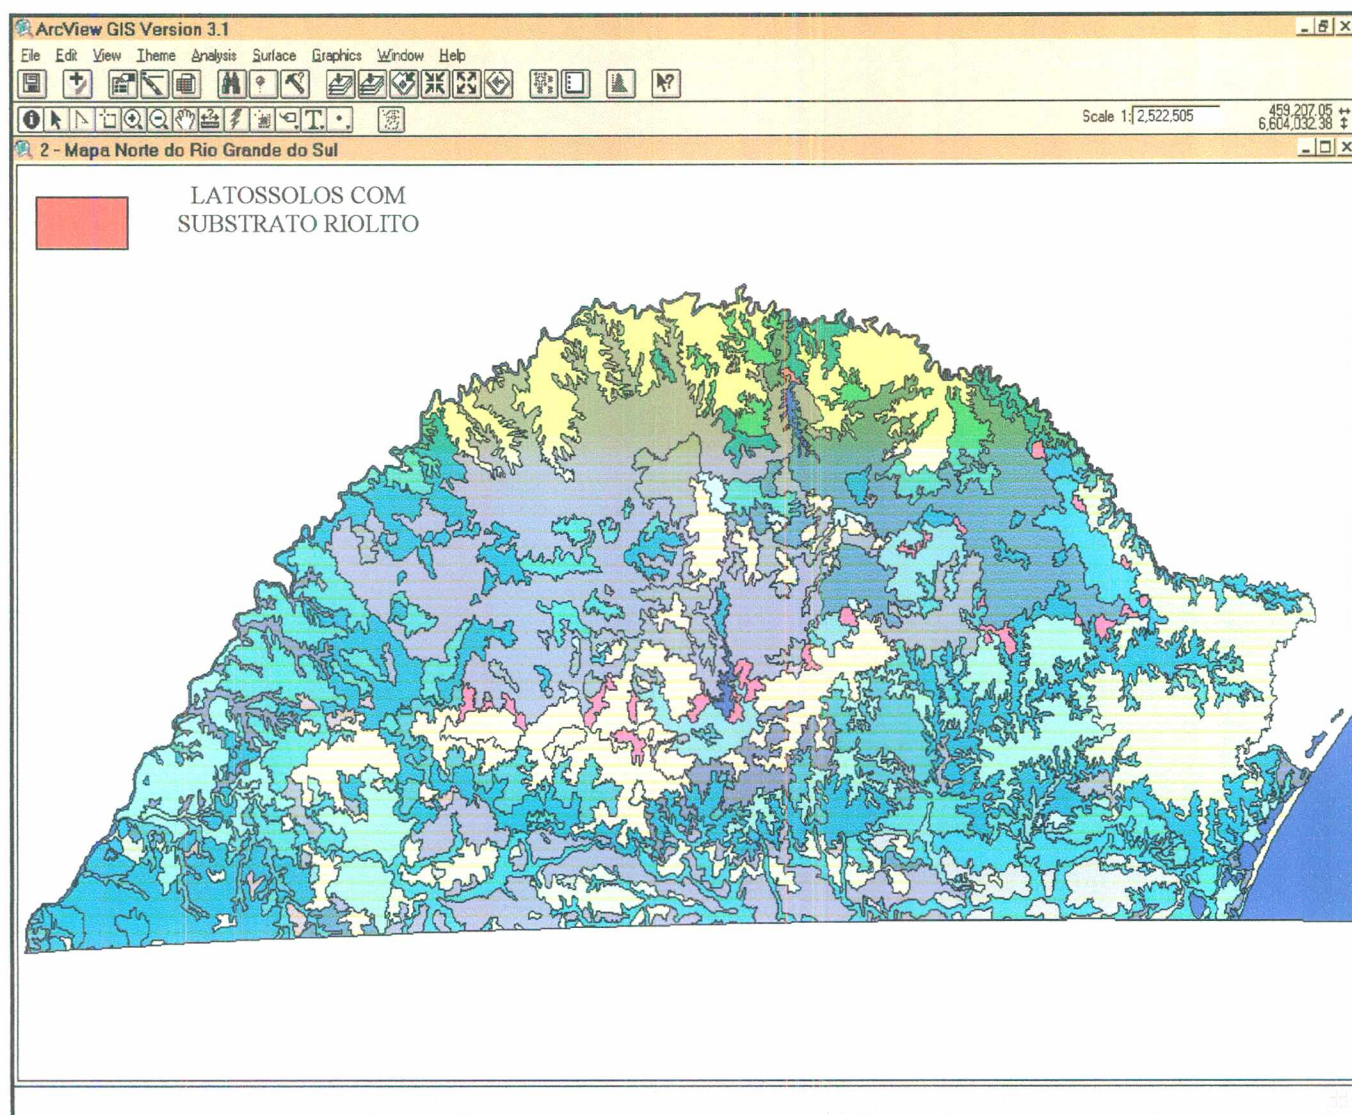 ArcView GIS Version 3.1
File Edit View Theme Analysis Surface Graphics Window Help
Scale 1: 2,522,505
459,207.05
6,604,032.38
2 - Mapa Norte do Rio Grande do Sul
LATOSSOLOS COM
SUBSTRATO RIOLITO